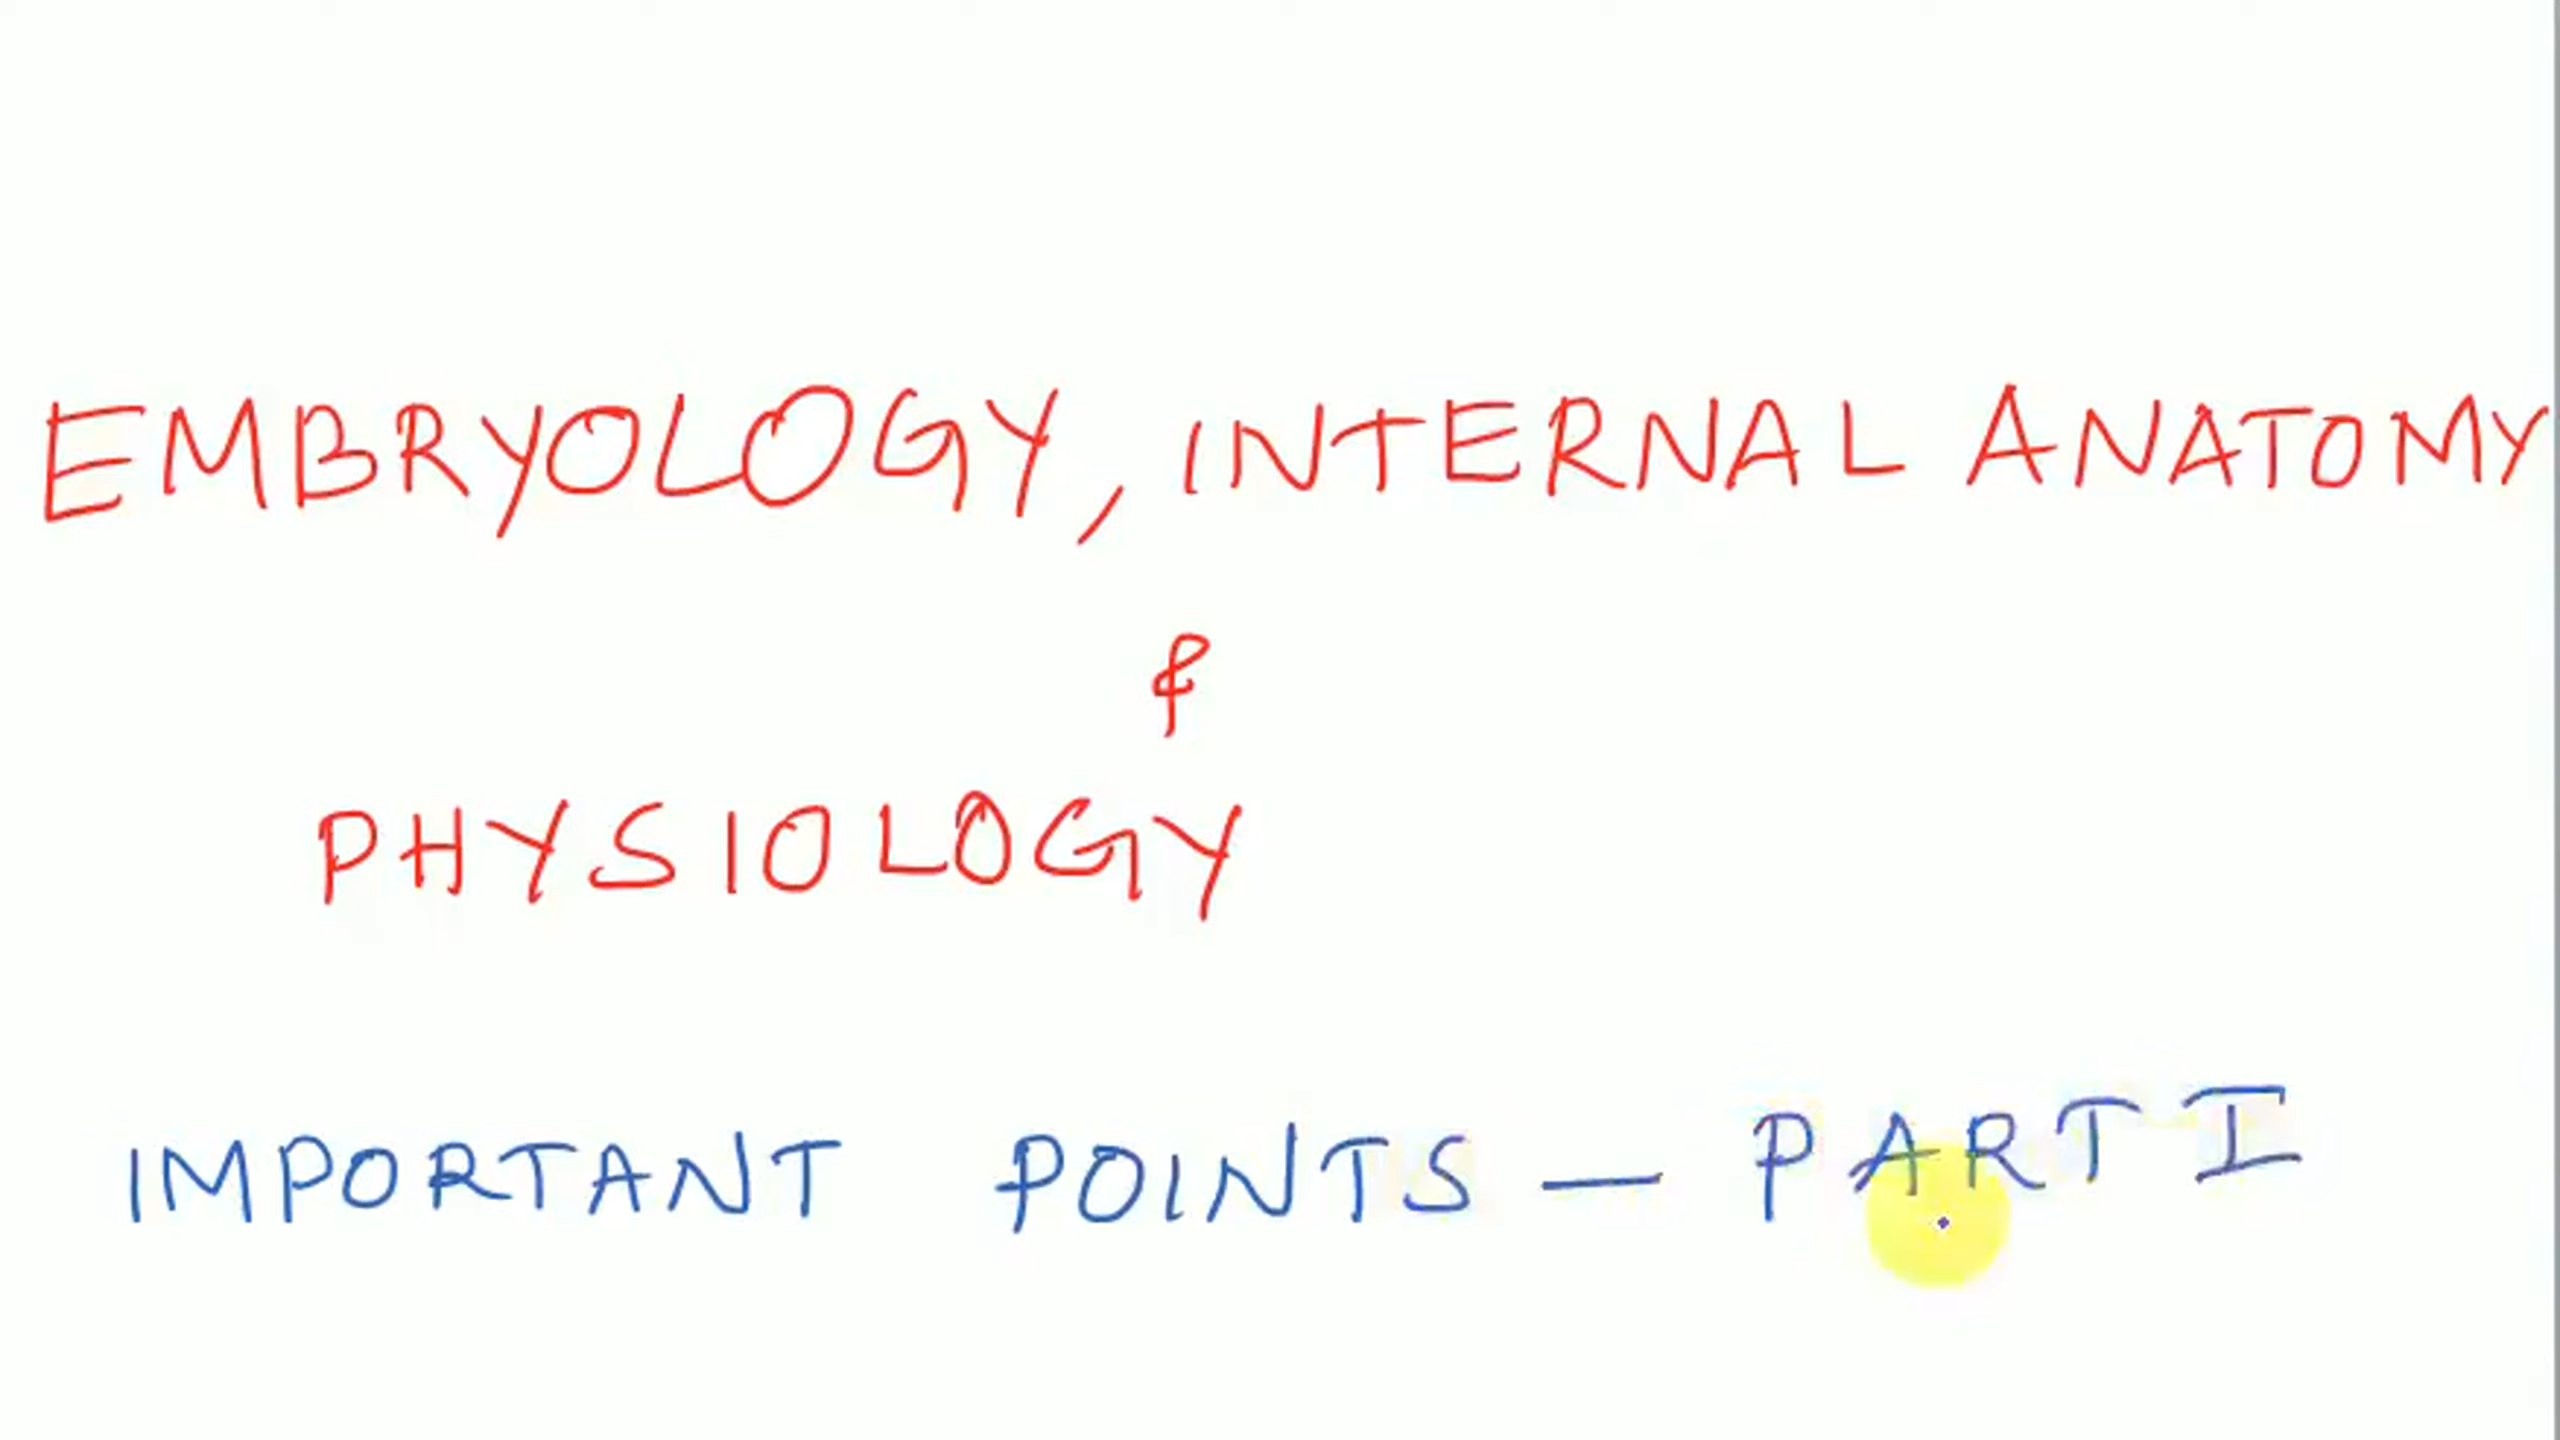 EMBRYOLOGY, INTERNAL ANATOMY
&
PHYSIOLOGY
IMPORTANT POINTS — PART I